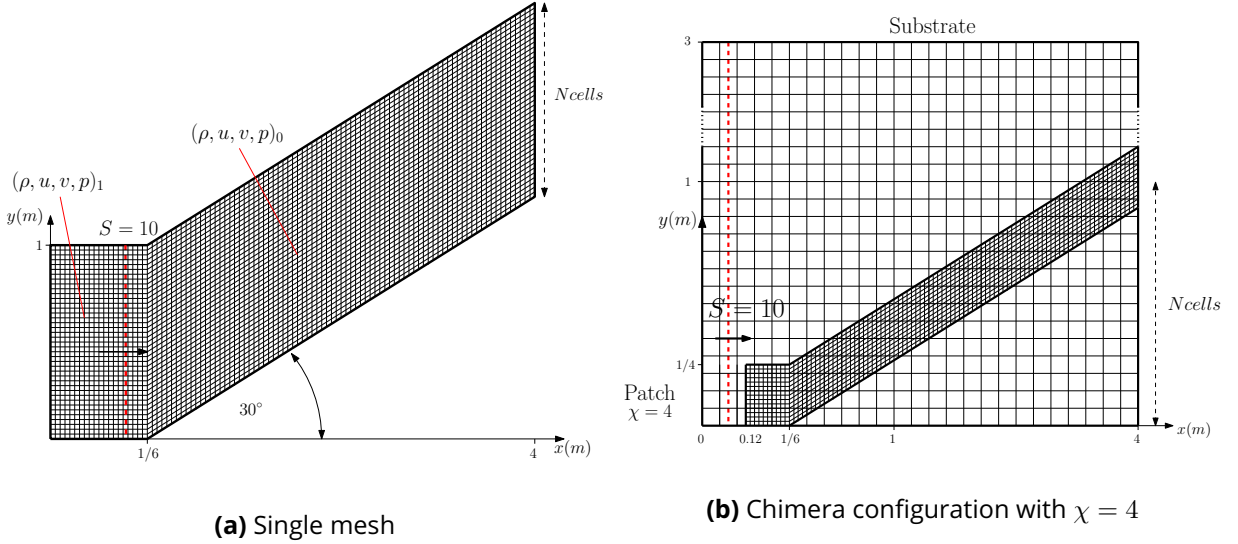 Ncells
(ρ, u, v, p)₀
(ρ, u, v, p)₁
y(m)
S = 10
1
30°
1/6
4
x(m)
(a) Single mesh
Substrate
3
1
y(m)
S = 10
Ncells
1/4
Patch
χ = 4
0
0.12
1/6
1
4
x(m)
(b) Chimera configuration with χ = 4